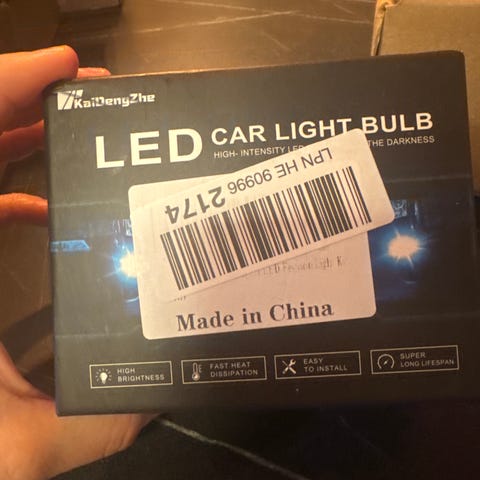 KaiDengZhe
LED CAR LIGHT BULB
HIGH- INTENSITY THE DARKNESS
LPN HE 90996 2174
Made in China
HIGH
BRIGHTNESS
FAST HEAT
DISSIPATION
EASY
TO INSTALL
SUPER
LONG LIFESPAN